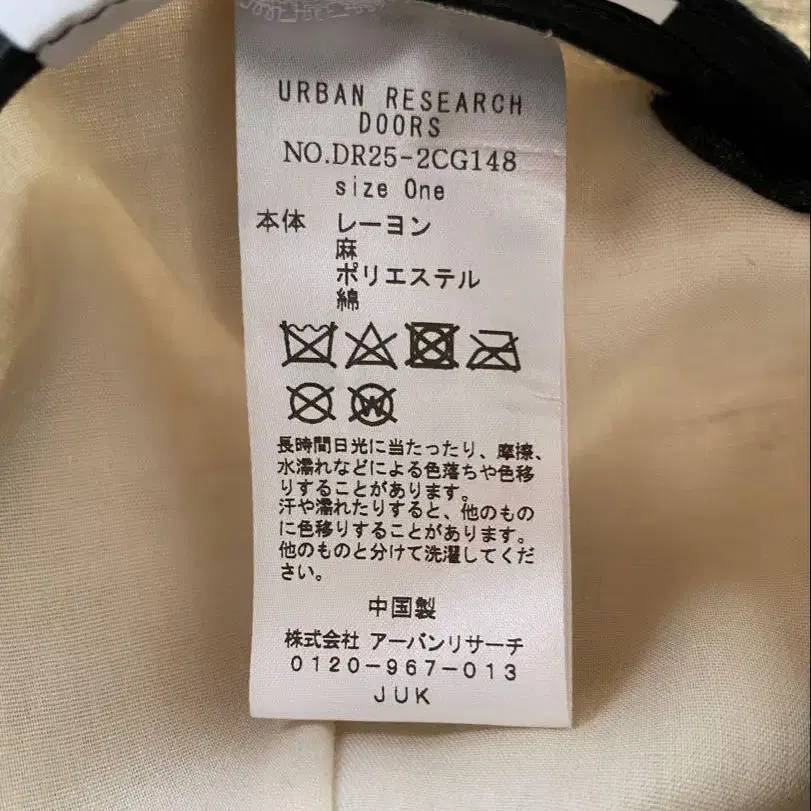 URBAN RESEARCH
DOORS
NO.DR25-2CG148
size One
本体 レーヨン
麻
ポリエステル
綿
W
長時間日光に当たったり、摩擦、
水濡れなどによる色落ちや色移
りすることがあります。
汗や濡れたりすると、他のもの
に色移りすることがあります。
他のものと分けて洗濯してくだ
さい。
中国製
株式会社 アーバンリサーチ
0120-967-013
JUK